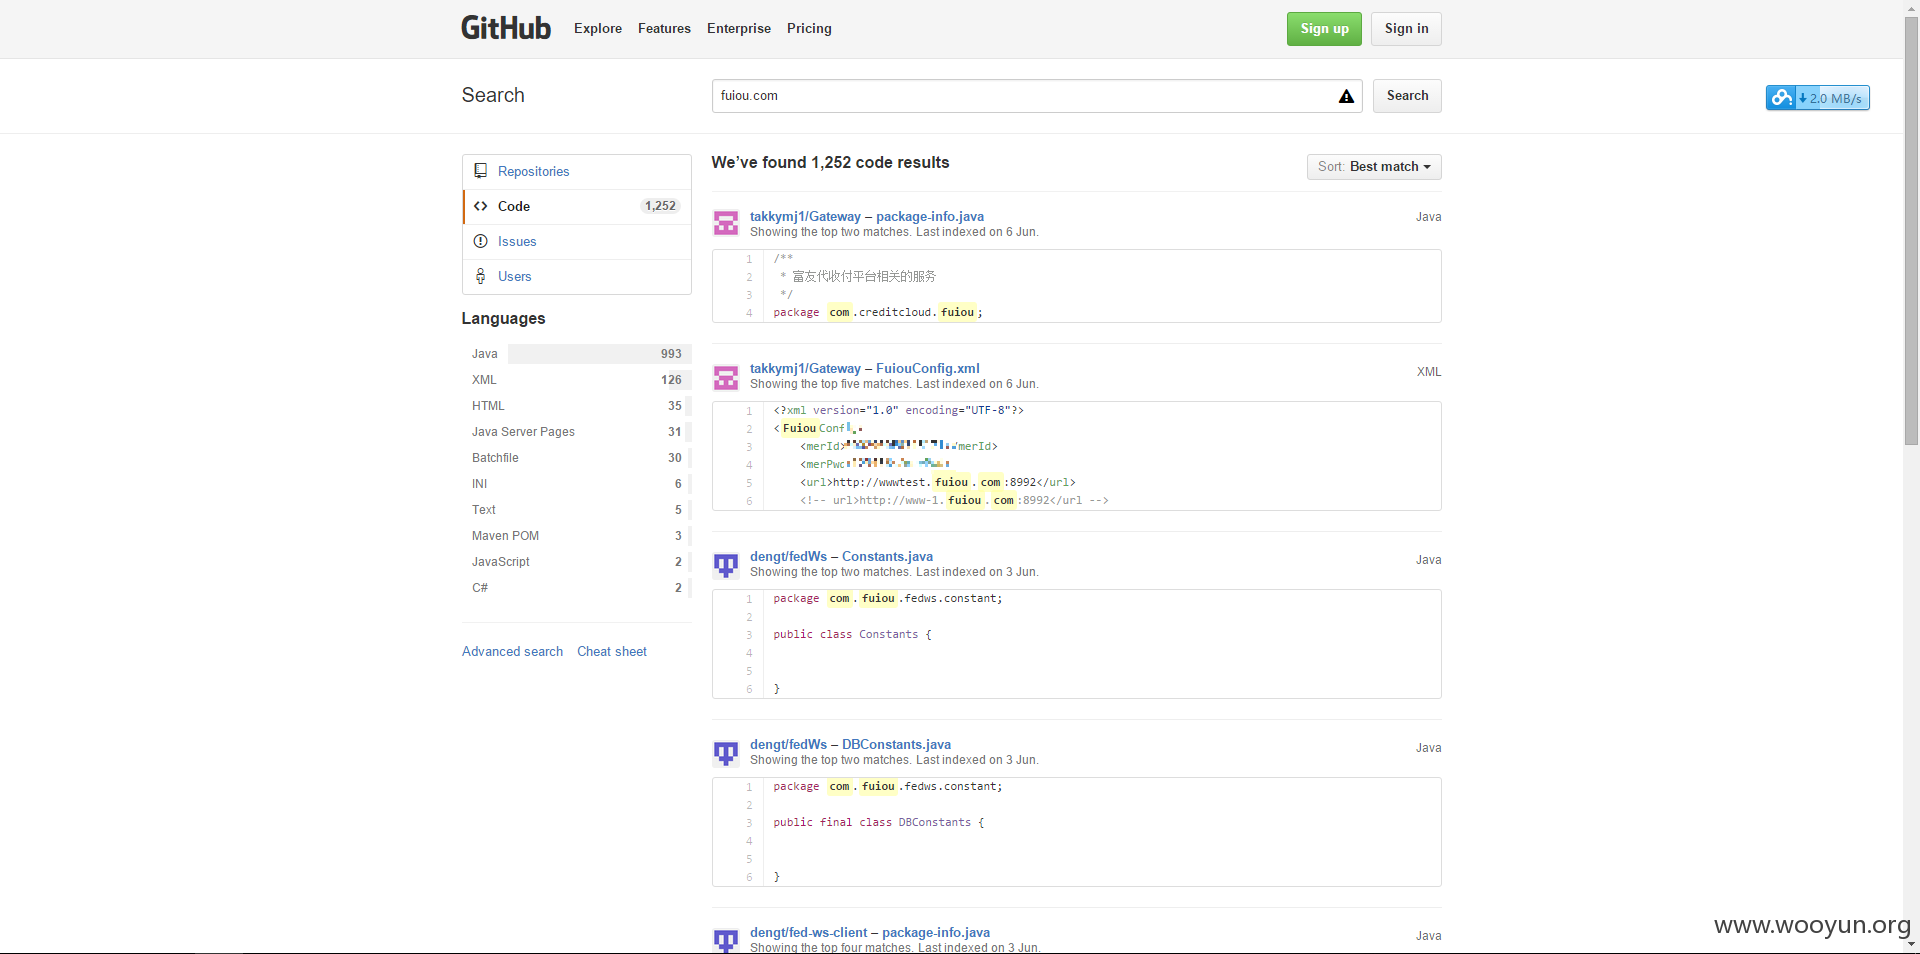 GitHub Explore Features Enterprise Pricing Sign up Sign in
Search fuiou.com Search
2.0 MB/s
Repositories
Code 1,252
Issues
Users
Languages
Java 993
XML 126
HTML 35
Java Server Pages 31
Batchfile 30
INI 6
Text 5
Maven POM 3
JavaScript 2
C# 2
Advanced search Cheat sheet
We’ve found 1,252 code results Sort: Best match
takkymj1/Gateway – package-info.java Java
Showing the top two matches. Last indexed on 6 Jun.
1 /**
2 * 富友代收付平台相关的服务
3 */
4 package com.creditcloud.fuiou;
takkymj1/Gateway – FuiouConfig.xml XML
Showing the top five matches. Last indexed on 6 Jun.
1 <?xml version="1.0" encoding="UTF-8"?>
2 <FuiouConf
3 <merId> /merId>
4 <merPwd
5 <url>http://wwwtest.fuiou.com:8992</url>
6 <!-- url>http://www-1.fuiou.com:8992</url -->
dengt/fedWs – Constants.java Java
Showing the top two matches. Last indexed on 3 Jun.
1 package com.fuiou.fedws.constant;
2
3 public class Constants {
4
5
6 }
dengt/fedWs – DBConstants.java Java
Showing the top two matches. Last indexed on 3 Jun.
1 package com.fuiou.fedws.constant;
2
3 public final class DBConstants {
4
5
6 }
dengt/fed-ws-client – package-info.java Java
Showing the top four matches. Last indexed on 3 Jun.
www.wooyun.org